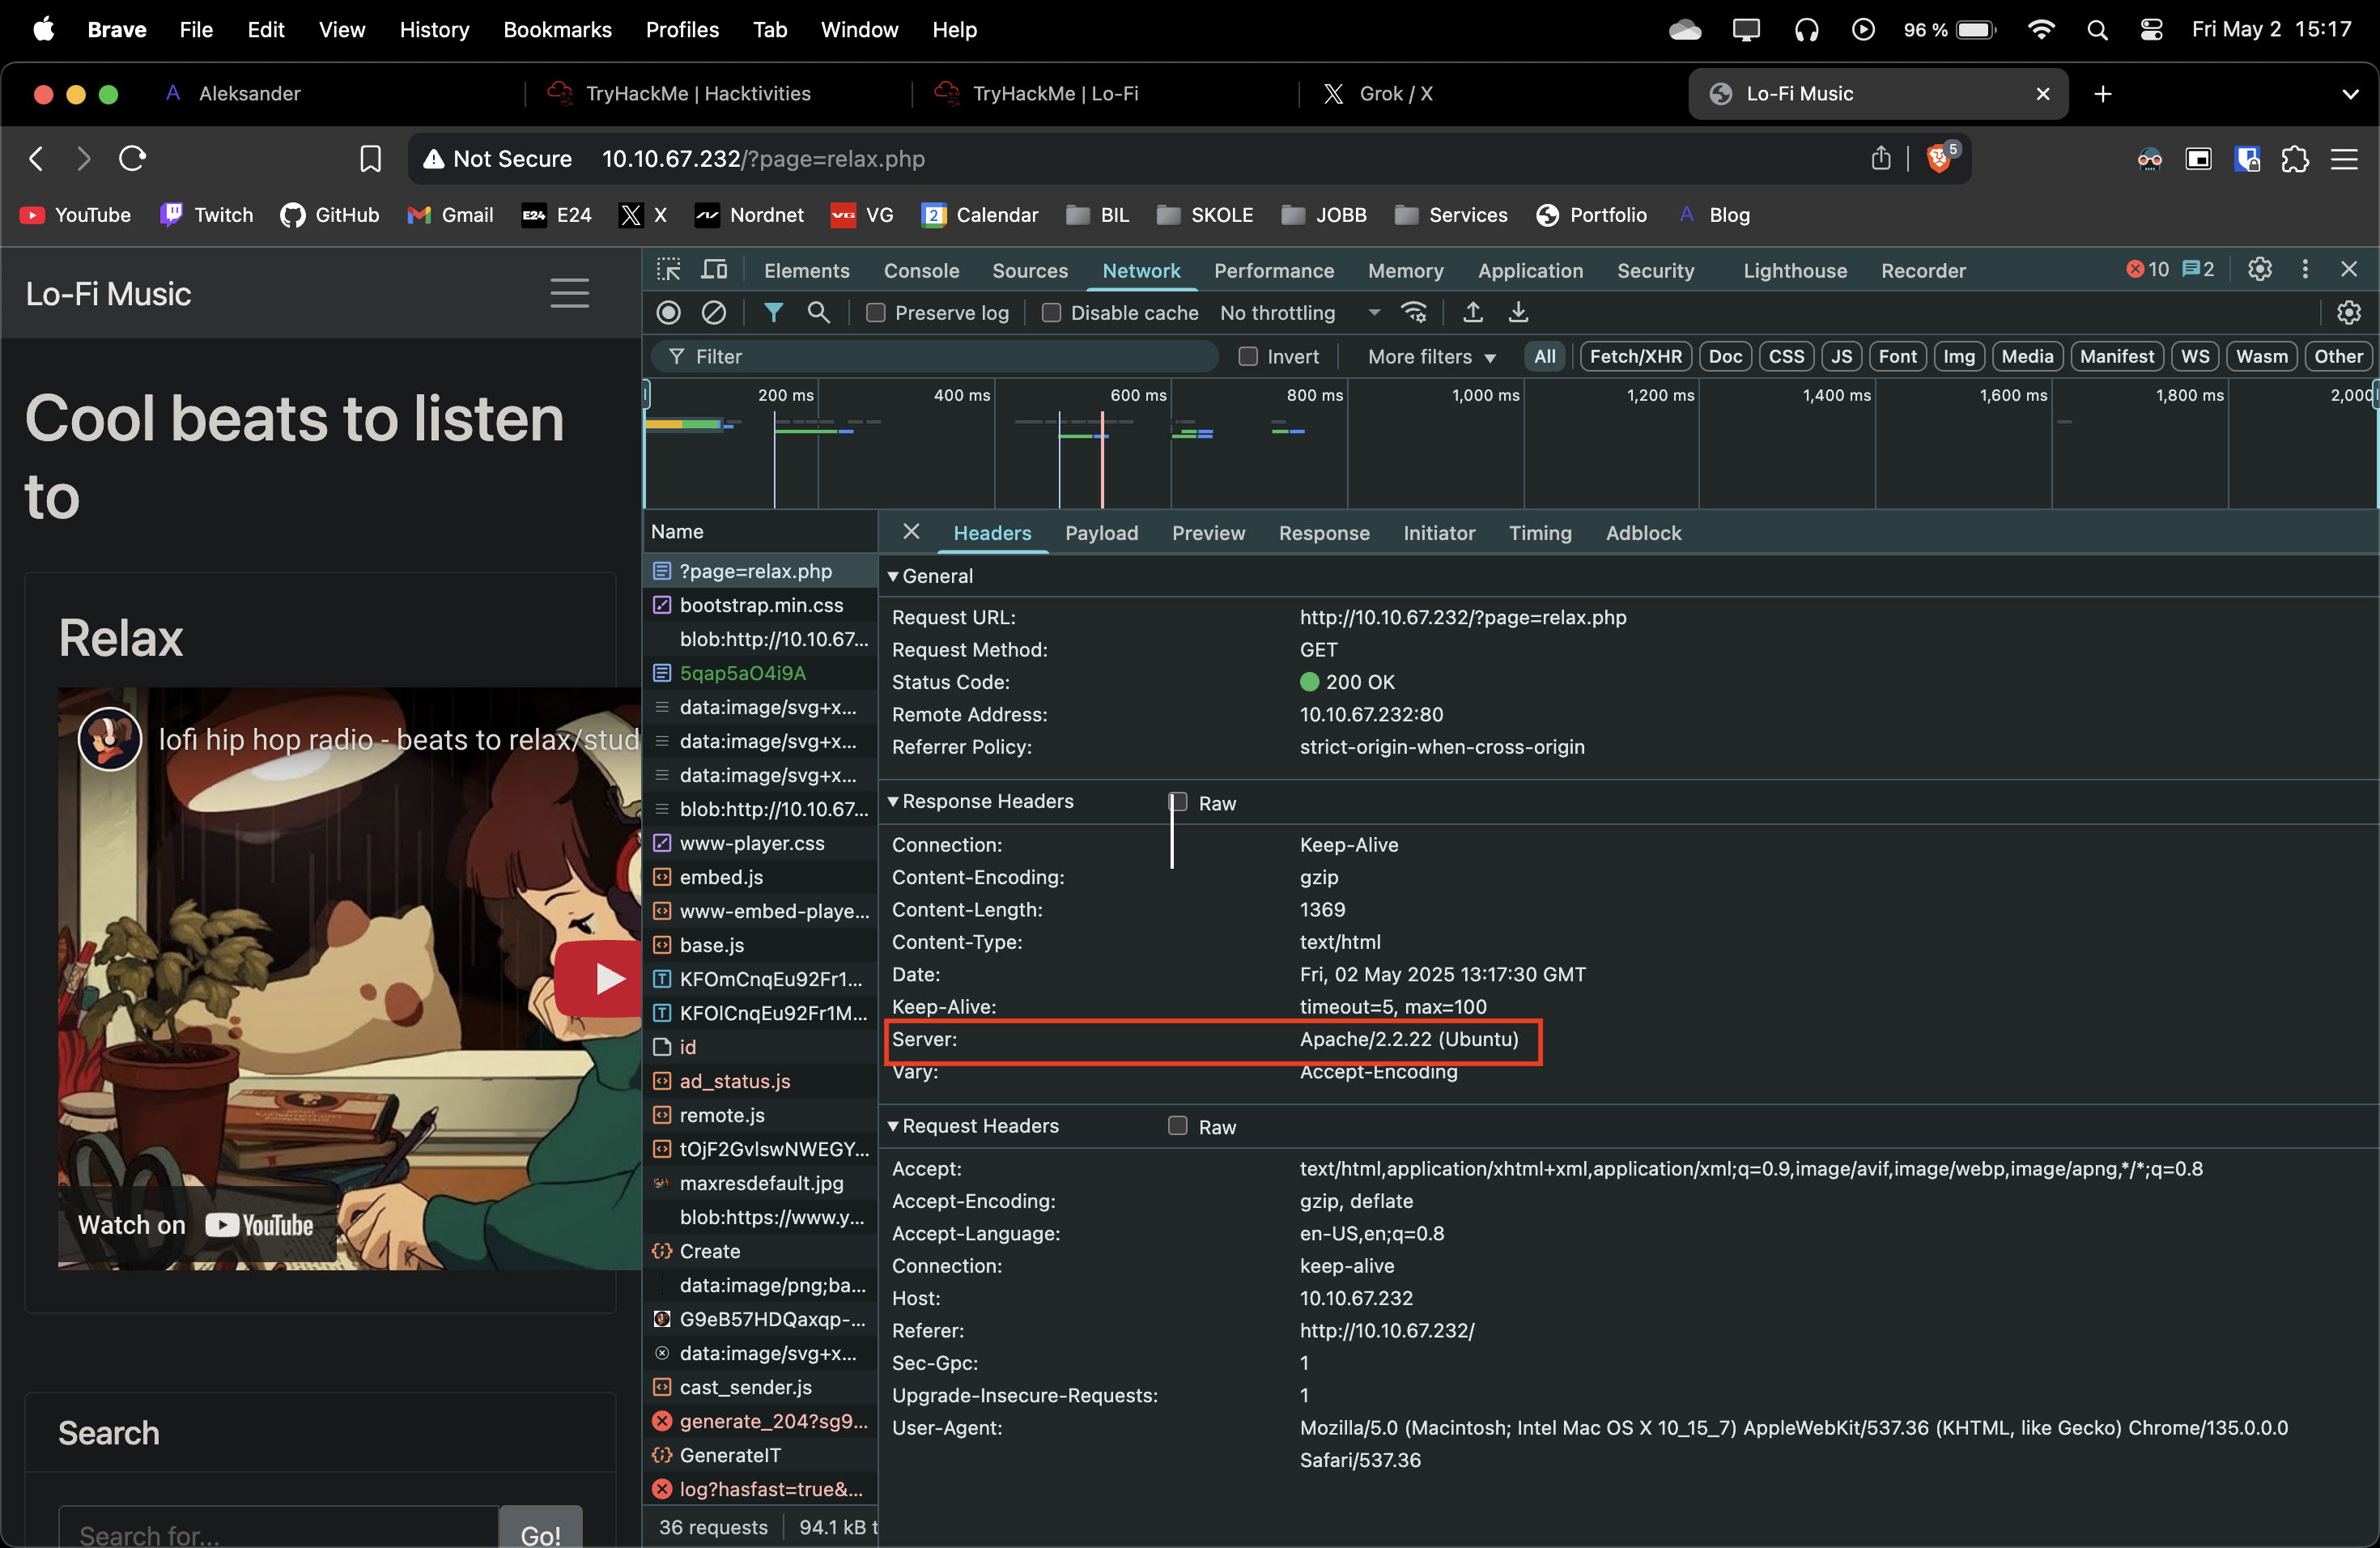 Brave File Edit View History Bookmarks Profiles Tab Window Help 96 % Fri May 2 15:17
Aleksander TryHackMe | Hacktivities TryHackMe | Lo-Fi Grok / X Lo-Fi Music
Not Secure 10.10.67.232/?page=relax.php 5
YouTube Twitch GitHub Gmail E24 E24 X Nordnet VG VG 2 Calendar BIL SKOLE JOBB Services Portfolio A Blog
Lo-Fi Music
Cool beats to listen
to
Relax
lofi hip hop radio - beats to relax/stud
Watch on YouTube
Search
Search for...
Go!
Elements Console Sources Network Performance Memory Application Security Lighthouse Recorder 10 2
Preserve log Disable cache No throttling
Filter Invert More filters All Fetch/XHR Doc CSS JS Font Img Media Manifest WS Wasm Other
200 ms 400 ms 600 ms 800 ms 1,000 ms 1,200 ms 1,400 ms 1,600 ms 1,800 ms 2,000
Name
?page=relax.php
bootstrap.min.css
blob:http://10.10.67...
5qap5aO4i9A
data:image/svg+x...
data:image/svg+x...
data:image/svg+x...
blob:http://10.10.67...
www-player.css
embed.js
www-embed-playe...
base.js
KFOmCnqEu92Fr1...
KFOlCnqEu92Fr1M...
id
ad_status.js
remote.js
tOjF2GvlswNWEGY...
maxresdefault.jpg
blob:https://www.y...
Create
data:image/png;ba...
G9eB57HDQaxqp-...
data:image/svg+x...
cast_sender.js
generate_204?sg9...
GenerateIT
log?hasfast=true&...
36 requests 94.1 kB t
Headers Payload Preview Response Initiator Timing Adblock
General
Request URL: http://10.10.67.232/?page=relax.php
Request Method: GET
Status Code: 200 OK
Remote Address: 10.10.67.232:80
Referrer Policy: strict-origin-when-cross-origin
Response Headers Raw
Connection: Keep-Alive
Content-Encoding: gzip
Content-Length: 1369
Content-Type: text/html
Date: Fri, 02 May 2025 13:17:30 GMT
Keep-Alive: timeout=5, max=100
Server: Apache/2.2.22 (Ubuntu)
Vary: Accept-Encoding
Request Headers Raw
Accept: text/html,application/xhtml+xml,application/xml;q=0.9,image/avif,image/webp,image/apng,*/*;q=0.8
Accept-Encoding: gzip, deflate
Accept-Language: en-US,en;q=0.8
Connection: keep-alive
Host: 10.10.67.232
Referer: http://10.10.67.232/
Sec-Gpc: 1
Upgrade-Insecure-Requests: 1
User-Agent: Mozilla/5.0 (Macintosh; Intel Mac OS X 10_15_7) AppleWebKit/537.36 (KHTML, like Gecko) Chrome/135.0.0.0
Safari/537.36